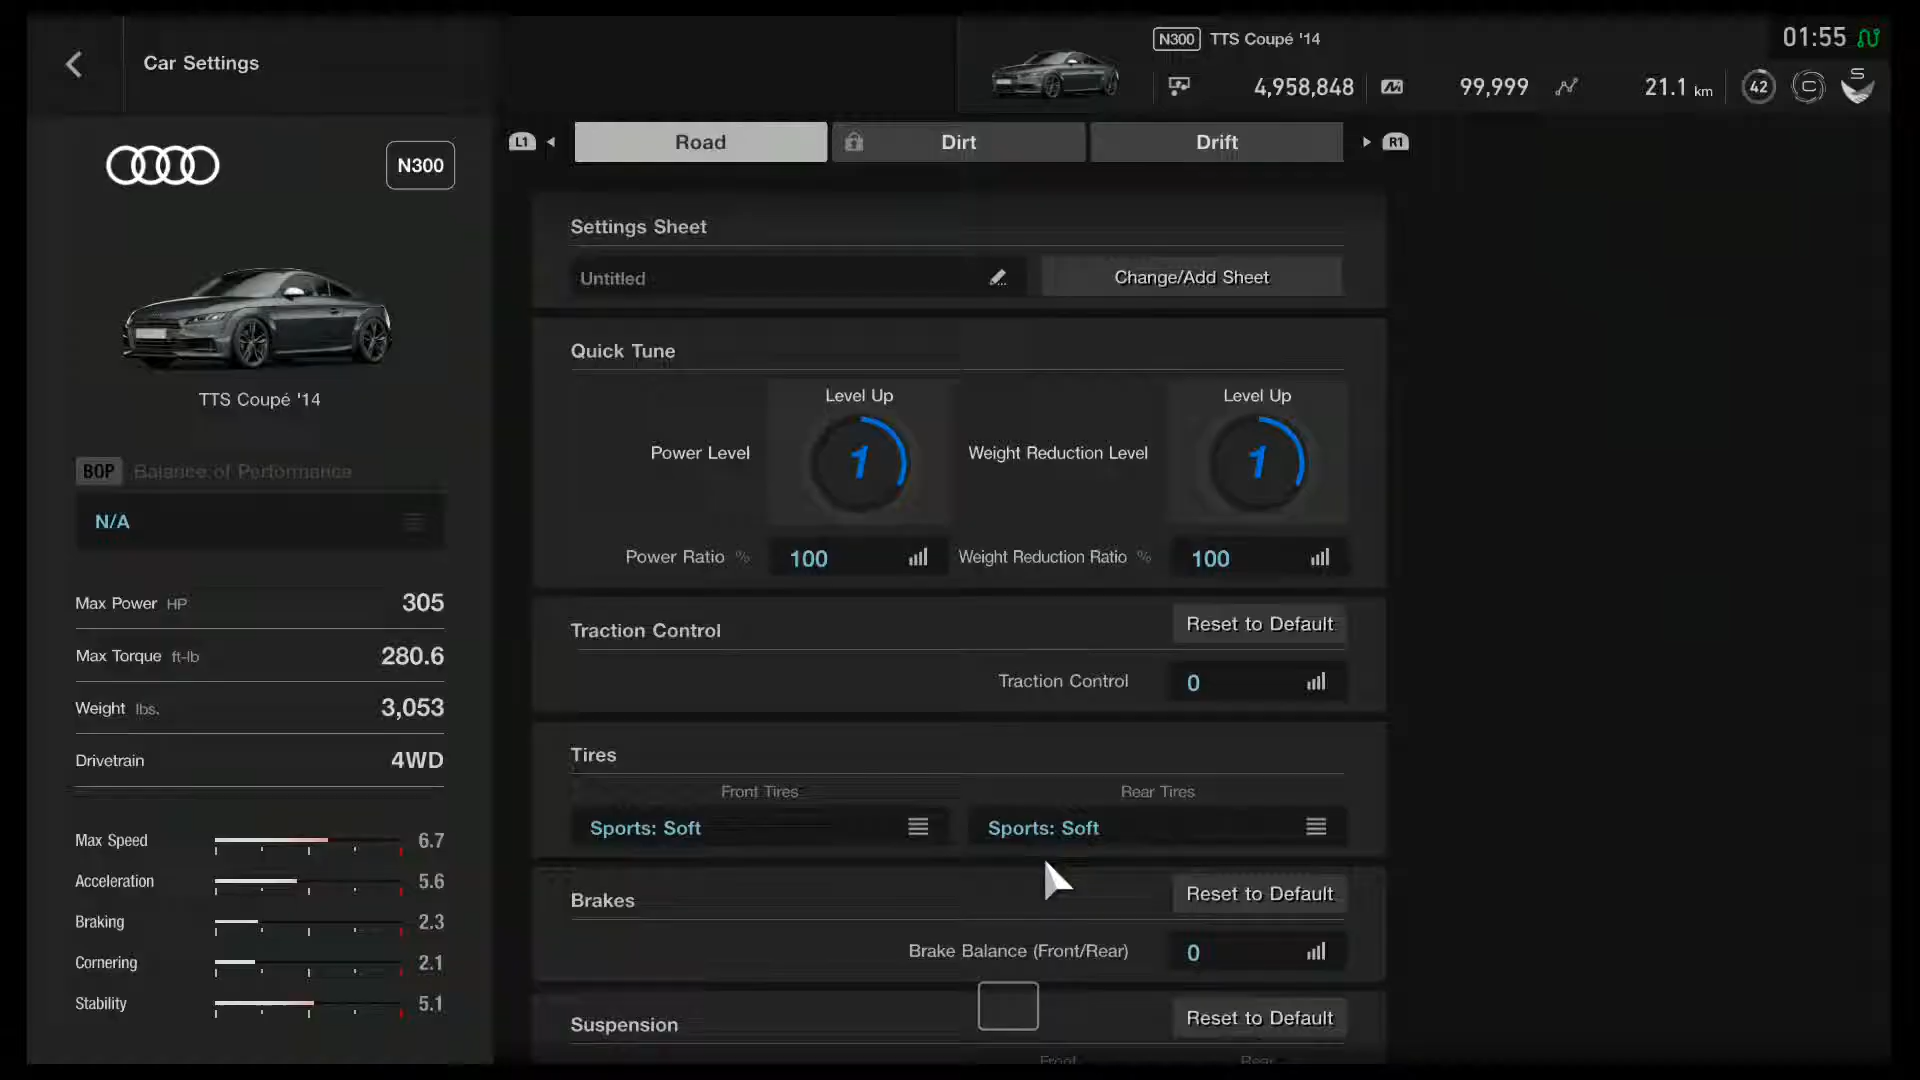 Car Settings
N300 TTS Coupé '14
4,958,848
99,999
21.1 km
42
C
S
01:55
N300
TTS Coupé '14
BOP Balance of Performance
N/A
Max Power HP 305
Max Torque ft-lb 280.6
Weight lbs. 3,053
Drivetrain 4WD
Max Speed 6.7
Acceleration 5.6
Braking 2.3
Cornering 2.1
Stability 5.1
L1 Road Dirt Drift R1
Settings Sheet
Untitled Change/Add Sheet
Quick Tune
Level Up Level Up
Power Level 1 Weight Reduction Level 1
Power Ratio % 100 Weight Reduction Ratio % 100
Traction Control Reset to Default
Traction Control 0
Tires
Front Tires Rear Tires
Sports: Soft Sports: Soft
Brakes Reset to Default
Brake Balance (Front/Rear) 0
Suspension Reset to Default
Front Rear